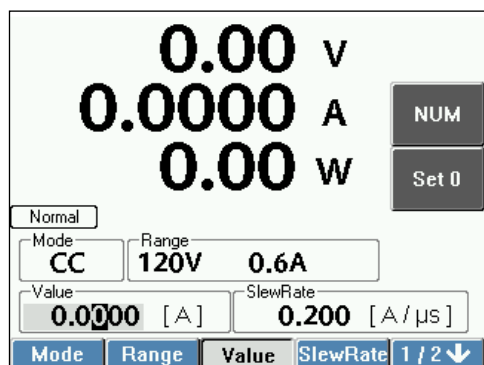 0.00 V
0.0000 A
NUM
0.00 W
Set 0
Normal
Mode
Range
CC
120V 0.6A
Value
SlewRate
0.0000 [A]
0.200 [A/µs]
Mode Range Value SlewRate 1/2